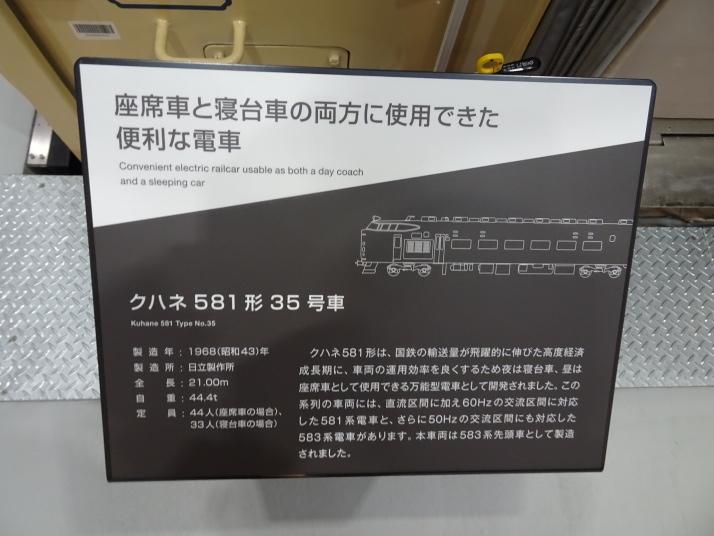 座席車と寝台車の両方に使用できた
便利な電車
Convenient electric railcar usable as both a day coach
and a sleeping car
クハネ 581 形 35 号車
Kuhane 581 Type No.35
製造年：1968(昭和43)年
製造所：日立製作所
全長：21.00m
自重：44.4t
定員：44人(座席車の場合)、
33人(寝台車の場合)
クハネ581形は、国鉄の輸送量が飛躍的に伸びた高度経済
成長期に、車両の運用効率を良くするため夜は寝台車、昼は
座席車として使用できる万能型電車として開発されました。この
系列の車両には、直流区間に加え60Hzの交流区間に対応
した581系電車と、さらに50Hzの交流区間にも対応した
583系電車があります。本車両は583系先頭車として製造
されました。